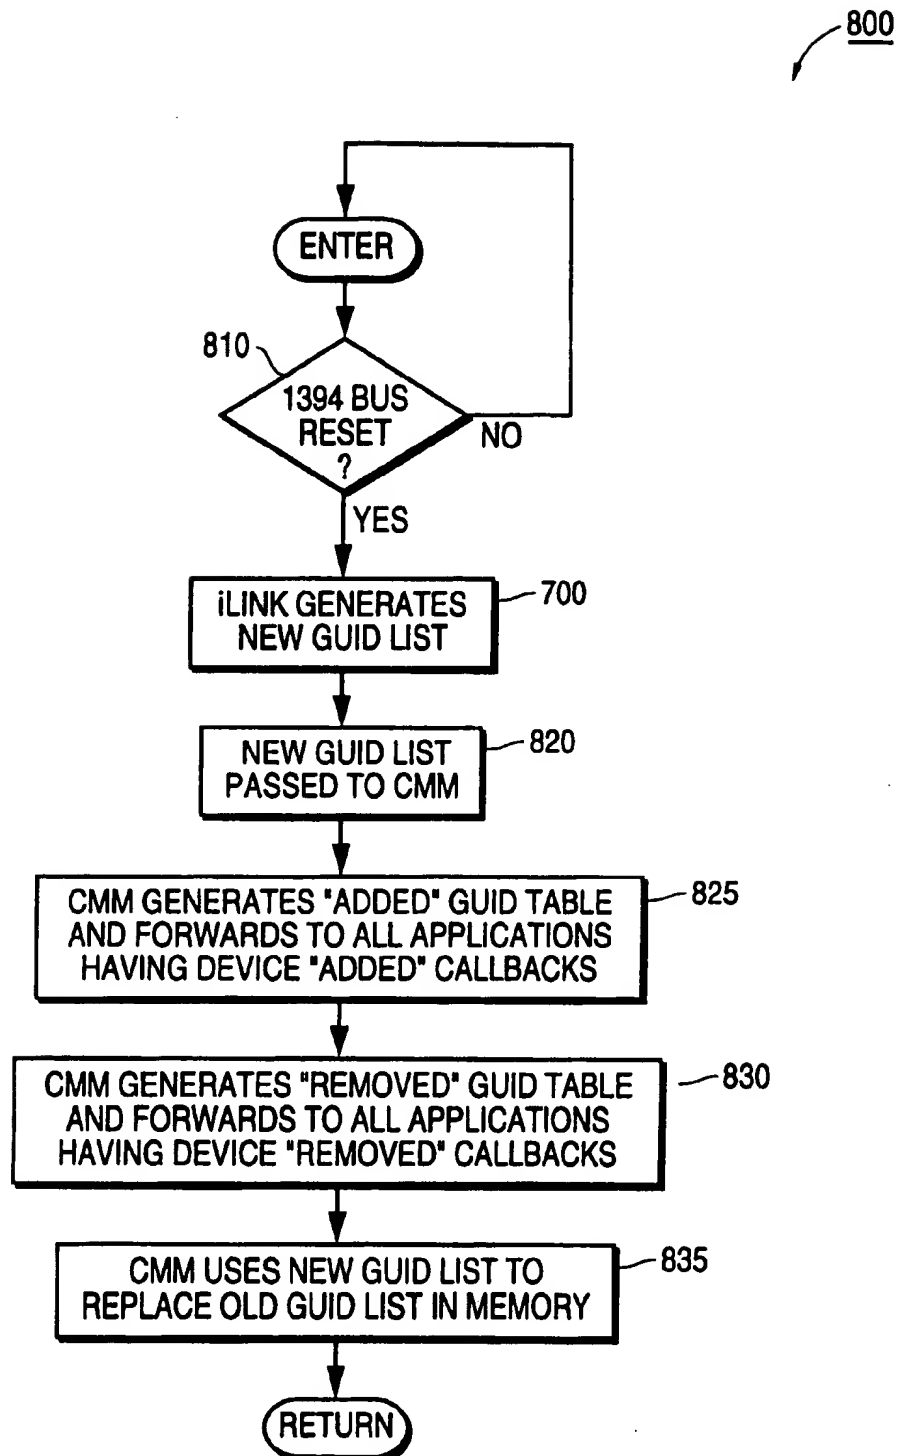 800
ENTER
810
1394 BUS
RESET
?
NO
YES
iLINK GENERATES
NEW GUID LIST
700
NEW GUID LIST
PASSED TO CMM
820
CMM GENERATES "ADDED" GUID TABLE
AND FORWARDS TO ALL APPLICATIONS
HAVING DEVICE "ADDED" CALLBACKS
825
CMM GENERATES "REMOVED" GUID TABLE
AND FORWARDS TO ALL APPLICATIONS
HAVING DEVICE "REMOVED" CALLBACKS
830
CMM USES NEW GUID LIST TO
REPLACE OLD GUID LIST IN MEMORY
835
RETURN